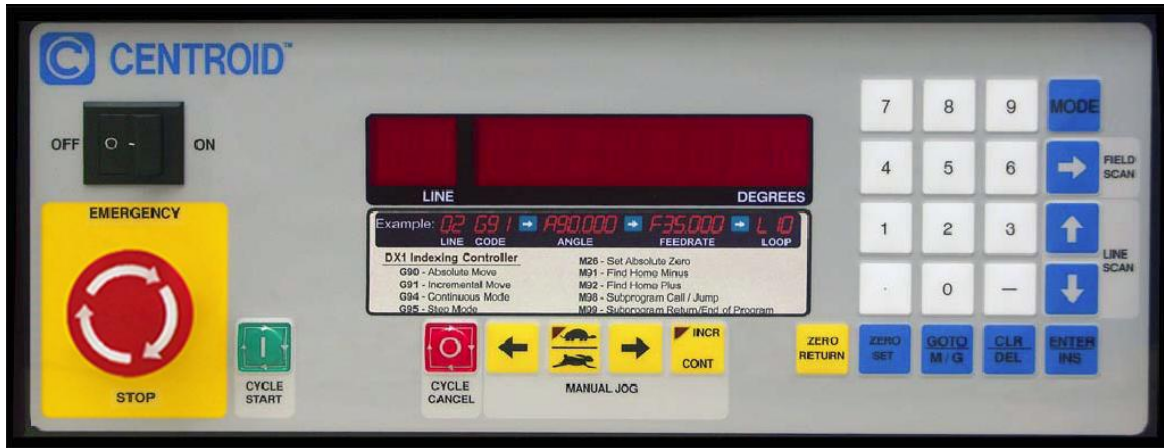 C CENTROID™
OFF O - ON
EMERGENCY
STOP
CYCLE
START
LINE DEGREES
Example: 02 G91 A90.000 F35.000 L 10
LINE CODE ANGLE FEEDRATE LOOP
DX1 Indexing Controller
G90 - Absolute Move
G91 - Incremental Move
G94 - Continuous Mode
G95 - Step Mode
M26 - Set Absolute Zero
M91 - Find Home Minus
M92 - Find Home Plus
M98 - Subprogram Call / Jump
M99 - Subprogram Return/End of Program
CYCLE
CANCEL
MANUAL JOG
INCR
CONT
7 8 9 MODE
4 5 6 FIELD
SCAN
1 2 3
. 0 —
LINE
SCAN
ZERO
RETURN
ZERO
SET
GOTO
M / G
CLR
DEL
ENTER
INS